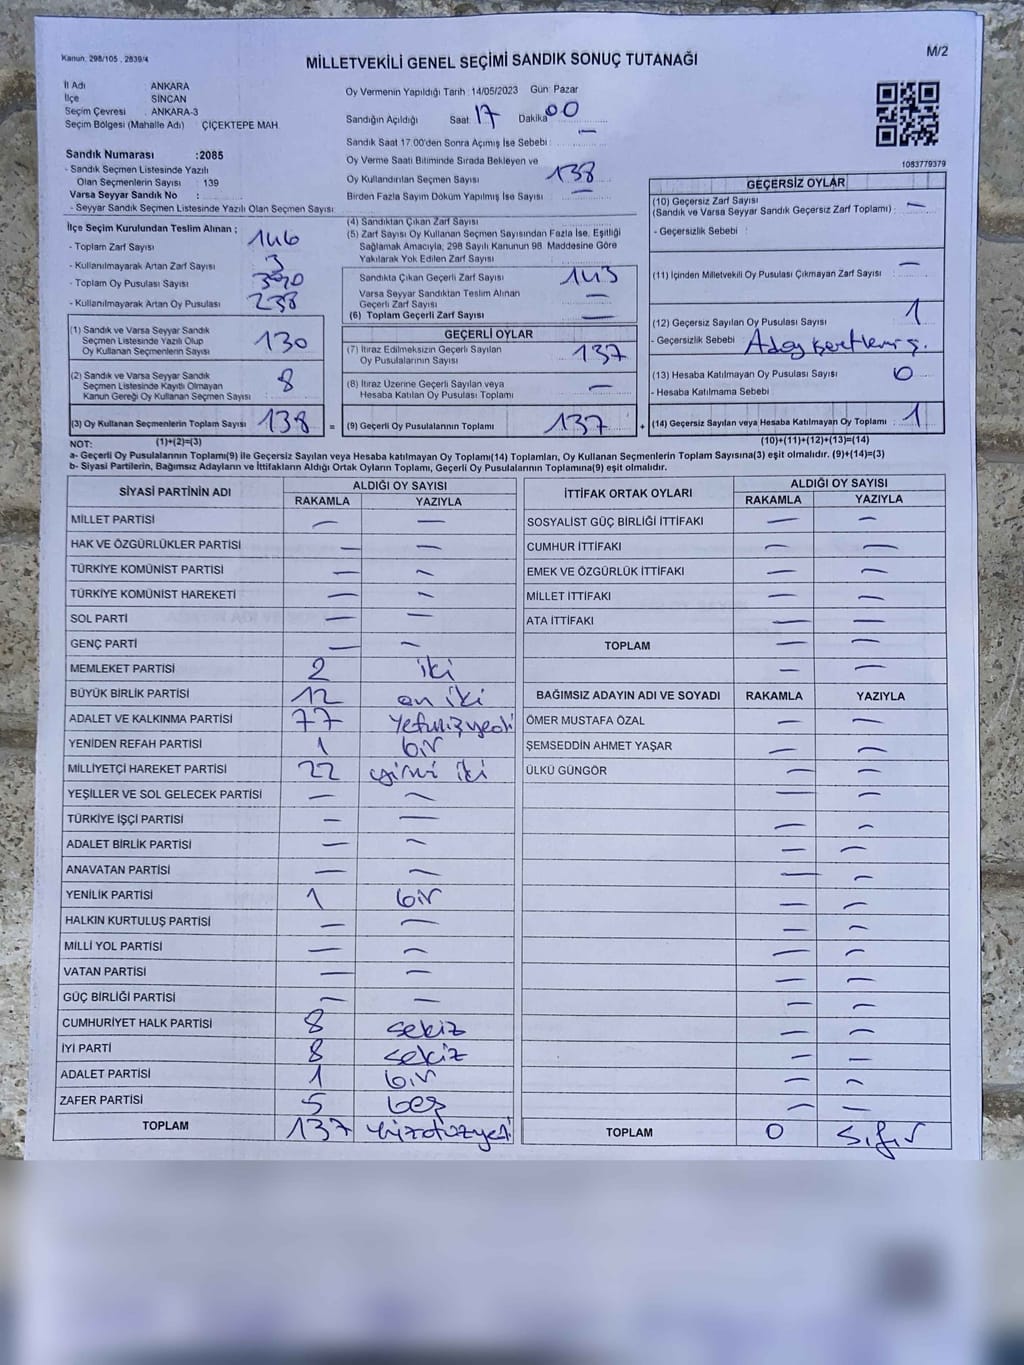 Kanun. 298/105 , 2839/4
M/2
MİLLETVEKİLİ GENEL SEÇİMİ SANDIK SONUÇ TUTANAĞI
İl Adı ANKARA
İlçe SİNCAN
Seçim Çevresi : ANKARA-3
Seçim Bölgesi (Mahalle Adı) ÇİÇEKTEPE MAH.
Sandık Numarası :2085
- Sandık Seçmen Listesinde Yazılı
Olan Seçmenlerin Sayısı : 139
Varsa Seyyar Sandık No :
- Seyyar Sandık Seçmen Listesinde Yazılı Olan Seçmen Sayısı:
Oy Vermenin Yapıldığı Tarih :14/05/2023 Gün: Pazar
Sandığın Açıldığı Saat: 17 Dakika: 00
Sandık Saat 17.00'den Sonra Açımış İse Sebebi : —
Oy Verme Saati Bitiminde Sırada Bekleyen ve
Oy Kullandırılan Seçmen Sayısı 138
Birden Fazla Sayım Döküm Yapılmış İse Sayısı : —
1083779379
İlçe Seçim Kurulundan Teslim Alınan ;
- Toplam Zarf Sayısı 146
- Kullanılmayarak Artan Zarf Sayısı 3
- Toplam Oy Pusulası Sayısı
- Kullanılmayarak Artan Oy Pusulası 238
(1) Sandık ve Varsa Seyyar Sandık
Seçmen Listesinde Yazılı Olup
Oy Kullanan Seçmenlerin Sayısı 130
(2) Sandık ve Varsa Seyyar Sandık
Seçmen Listesinde Kayıtlı Olmayan
Kanun Gereği Oy Kullanan Seçmen Sayısı : 8
(3) Oy Kullanan Seçmenlerin Toplam Sayısı 138 =
(4) Sandıktan Çıkan Zarf Sayısı
(5) Zarf Sayısı Oy Kullanan Seçmen Sayısından Fazla İse, Eşitliği
Sağlamak Amacıyla; 298 Sayılı Kanunun 98. Maddesine Göre
Yakılarak Yok Edilen Zarf Sayısı
Sandıkta Çıkan Geçerli Zarf Sayısı 143
Varsa Seyyar Sandıktan Teslim Alınan
Geçerli Zarf Sayısı —
(6) Toplam Geçerli Zarf Sayısı —
GEÇERLİ OYLAR
(7) İtiraz Edilmeksizin Geçerli Sayılan
Oy Pusulalarının Sayısı 137
(8) İtiraz Üzerine Geçerli Sayılan veya
Hesaba Katılan Oy Pusulası Toplamı —
(9) Geçerli Oy Pusulalarının Toplamı 137 +
GEÇERSİZ OYLAR
(10) Geçersiz Zarf Sayısı
(Sandık ve Varsa Seyyar Sandık Geçersiz Zarf Toplamı) : —
- Geçersizlik Sebebi :
(11) İçinden Milletvekili Oy Pusulası Çıkmayan Zarf Sayısı : —
(12) Geçersiz Sayılan Oy Pusulası Sayısı : 1
- Geçersizlik Sebebi :
(13) Hesaba Katılmayan Oy Pusulası Sayısı : 0
- Hesaba Katılmama Sebebi :
(14) Geçersiz Sayılan veya Hesaba Katılmayan Oy Toplamı : 1
NOT: (1)+(2)=(3)
(10)+(11)+(12)+(13)=(14)
a- Geçerli Oy Pusulalarının Toplamı(9) ile Geçersiz Sayılan veya Hesaba katılmayan Oy Toplamı(14) Toplamları, Oy Kullanan Seçmenlerin Toplam Sayısına(3) eşit olmalıdır. (9)+(14)=(3)
b- Siyasi Partilerin, Bağımsız Adayların ve İttifakların Aldığı Ortak Oyların Toplamı, Geçerli Oy Pusulalarının Toplamına(9) eşit olmalıdır.
SİYASİ PARTİNİN ADI ALDIĞI OY SAYISI
RAKAMLA YAZIYLA
MİLLET PARTİSİ — —
HAK VE ÖZGÜRLÜKLER PARTİSİ — —
TÜRKİYE KOMÜNİST PARTİSİ — —
TÜRKİYE KOMÜNİST HAREKETİ — —
SOL PARTİ — —
GENÇ PARTİ — —
MEMLEKET PARTİSİ 2 iki
BÜYÜK BİRLİK PARTİSİ 12 on iki
ADALET VE KALKINMA PARTİSİ 77 Yetmiş yedi
YENİDEN REFAH PARTİSİ 1 bir
MİLLİYETÇİ HAREKET PARTİSİ 22 yirmi iki
YEŞİLLER VE SOL GELECEK PARTİSİ — —
TÜRKİYE İŞÇİ PARTİSİ — —
ADALET BİRLİK PARTİSİ — —
ANAVATAN PARTİSİ — —
YENİLİK PARTİSİ 1 bir
HALKIN KURTULUŞ PARTİSİ — —
MİLLİ YOL PARTİSİ — —
VATAN PARTİSİ — —
GÜÇ BİRLİĞİ PARTİSİ — —
CUMHURİYET HALK PARTİSİ 8 sekiz
İYİ PARTİ 8 sekiz
ADALET PARTİSİ 1 bir
ZAFER PARTİSİ 5 beş
TOPLAM 137
İTTİFAK ORTAK OYLARI ALDIĞI OY SAYISI
RAKAMLA YAZIYLA
SOSYALİST GÜÇ BİRLİĞİ İTTİFAKI — —
CUMHUR İTTİFAKI — —
EMEK VE ÖZGÜRLÜK İTTİFAKI — —
MİLLET İTTİFAKI — —
ATA İTTİFAKI — —
TOPLAM — —
BAĞIMSIZ ADAYIN ADI VE SOYADI RAKAMLA YAZIYLA
ÖMER MUSTAFA ÖZAL — —
ŞEMSEDDİN AHMET YAŞAR — —
ÜLKÜ GÜNGÖR — —
TOPLAM 0 Sıfır